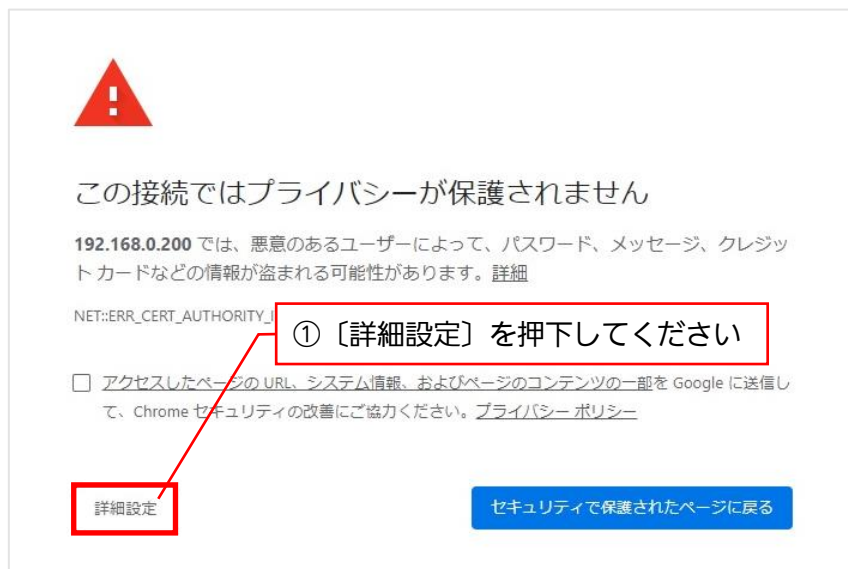 この接続ではプライバシーが保護されません
192.168.0.200 では、悪意のあるユーザーによって、パスワード、メッセージ、クレジッ
ト カードなどの情報が盗まれる可能性があります。詳細
NET::ERR_CERT_AUTHORITY_I
①〔詳細設定〕を押下してください
アクセスしたページの URL、システム情報、およびページのコンテンツの一部を Google に送信し
て、Chrome セキュリティの改善にご協力ください。プライバシー ポリシー
詳細設定
セキュリティで保護されたページに戻る